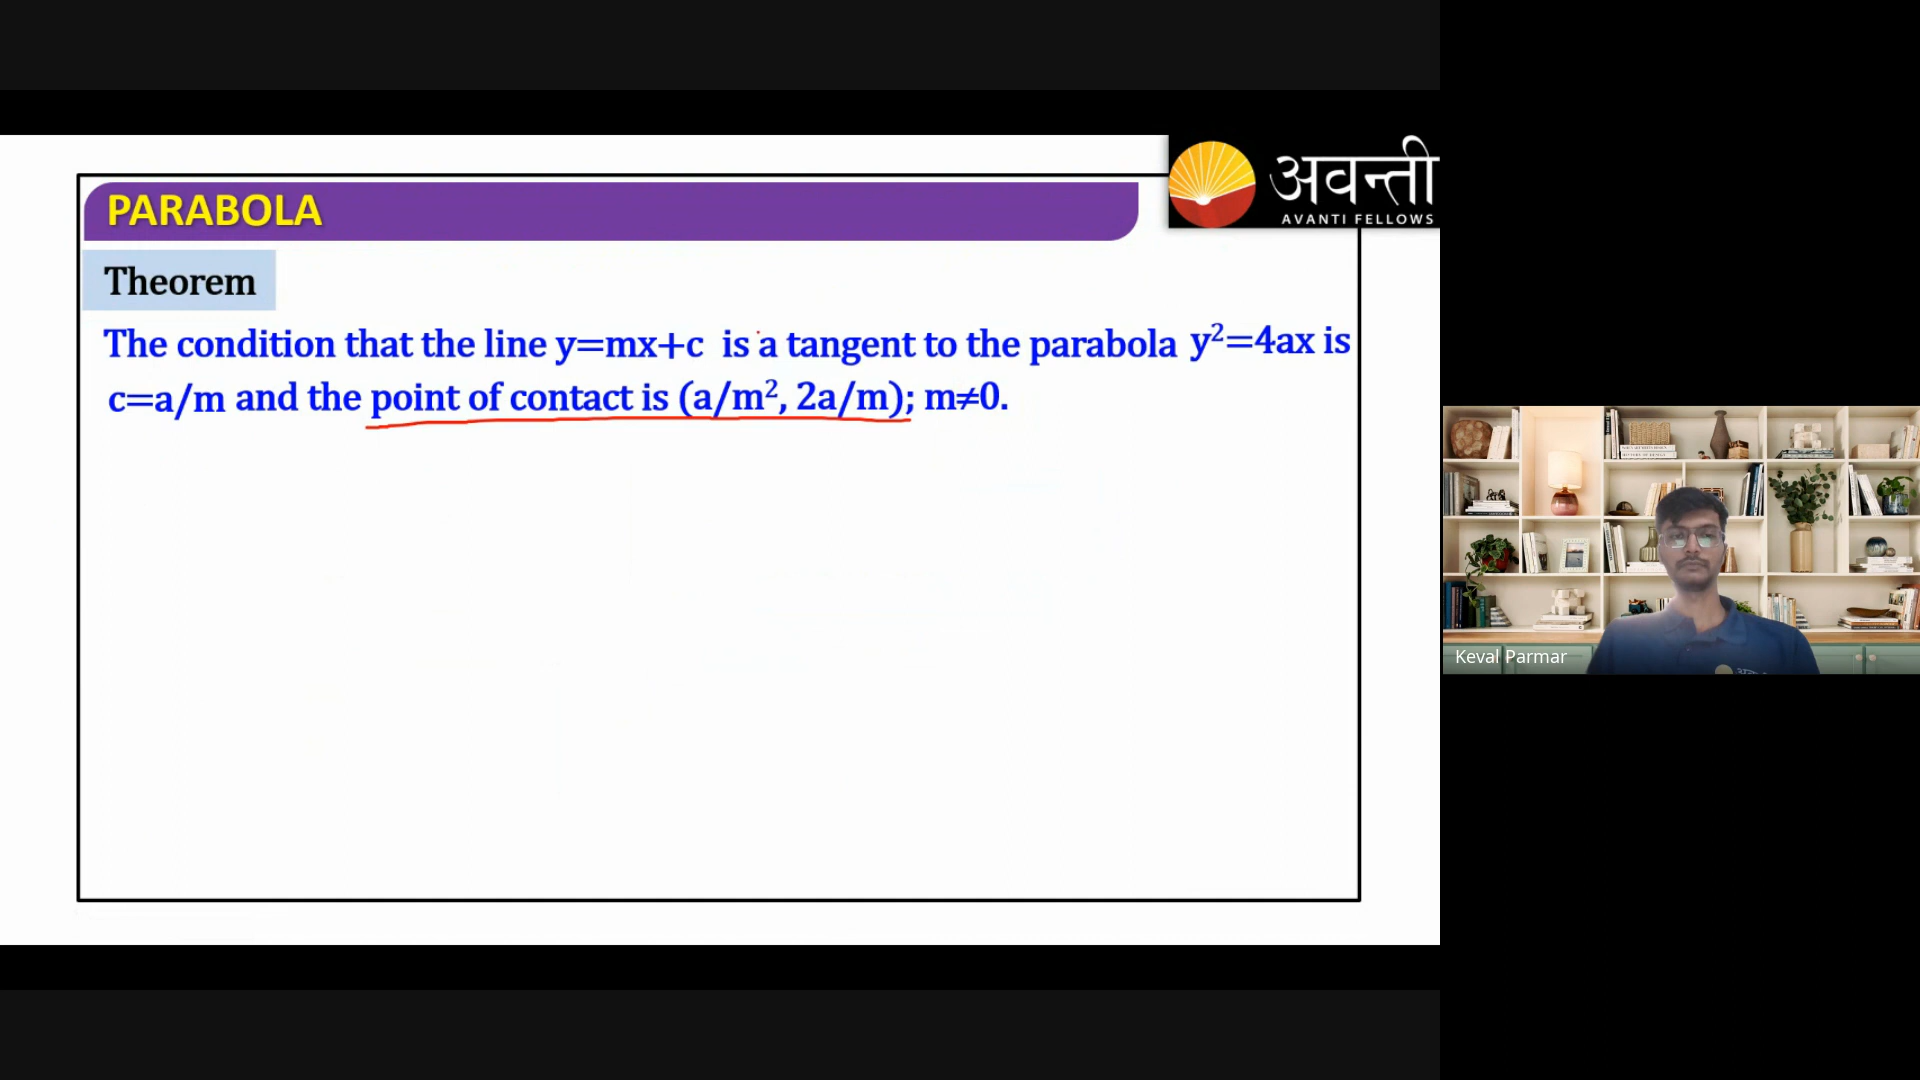 PARABOLA
अवन्ती
AVANTI FELLOWS
Theorem
The condition that the line y=mx+c is a tangent to the parabola y²=4ax is
c=a/m and the point of contact is (a/m², 2a/m); m≠0.
Keval Parmar